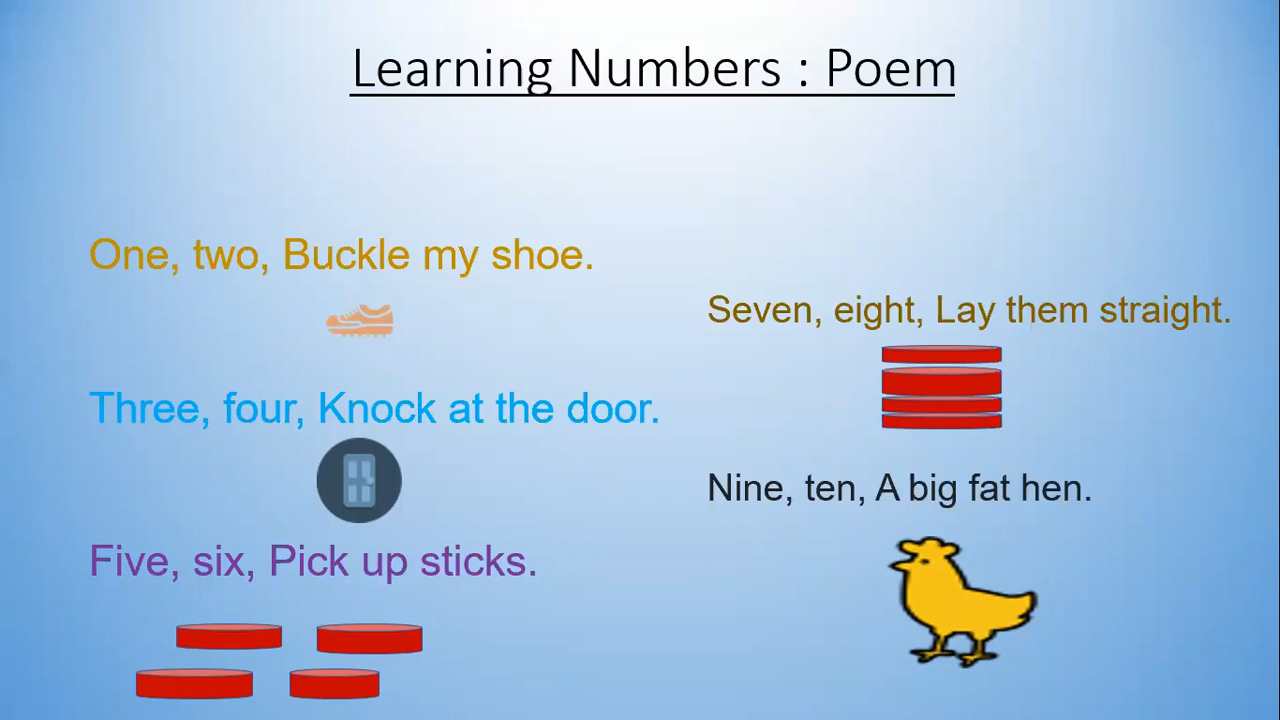 Learning Numbers : Poem
One, two, Buckle my shoe.
Three, four, Knock at the door.
Five, six, Pick up sticks.
Seven, eight, Lay them straight.
Nine, ten, A big fat hen.